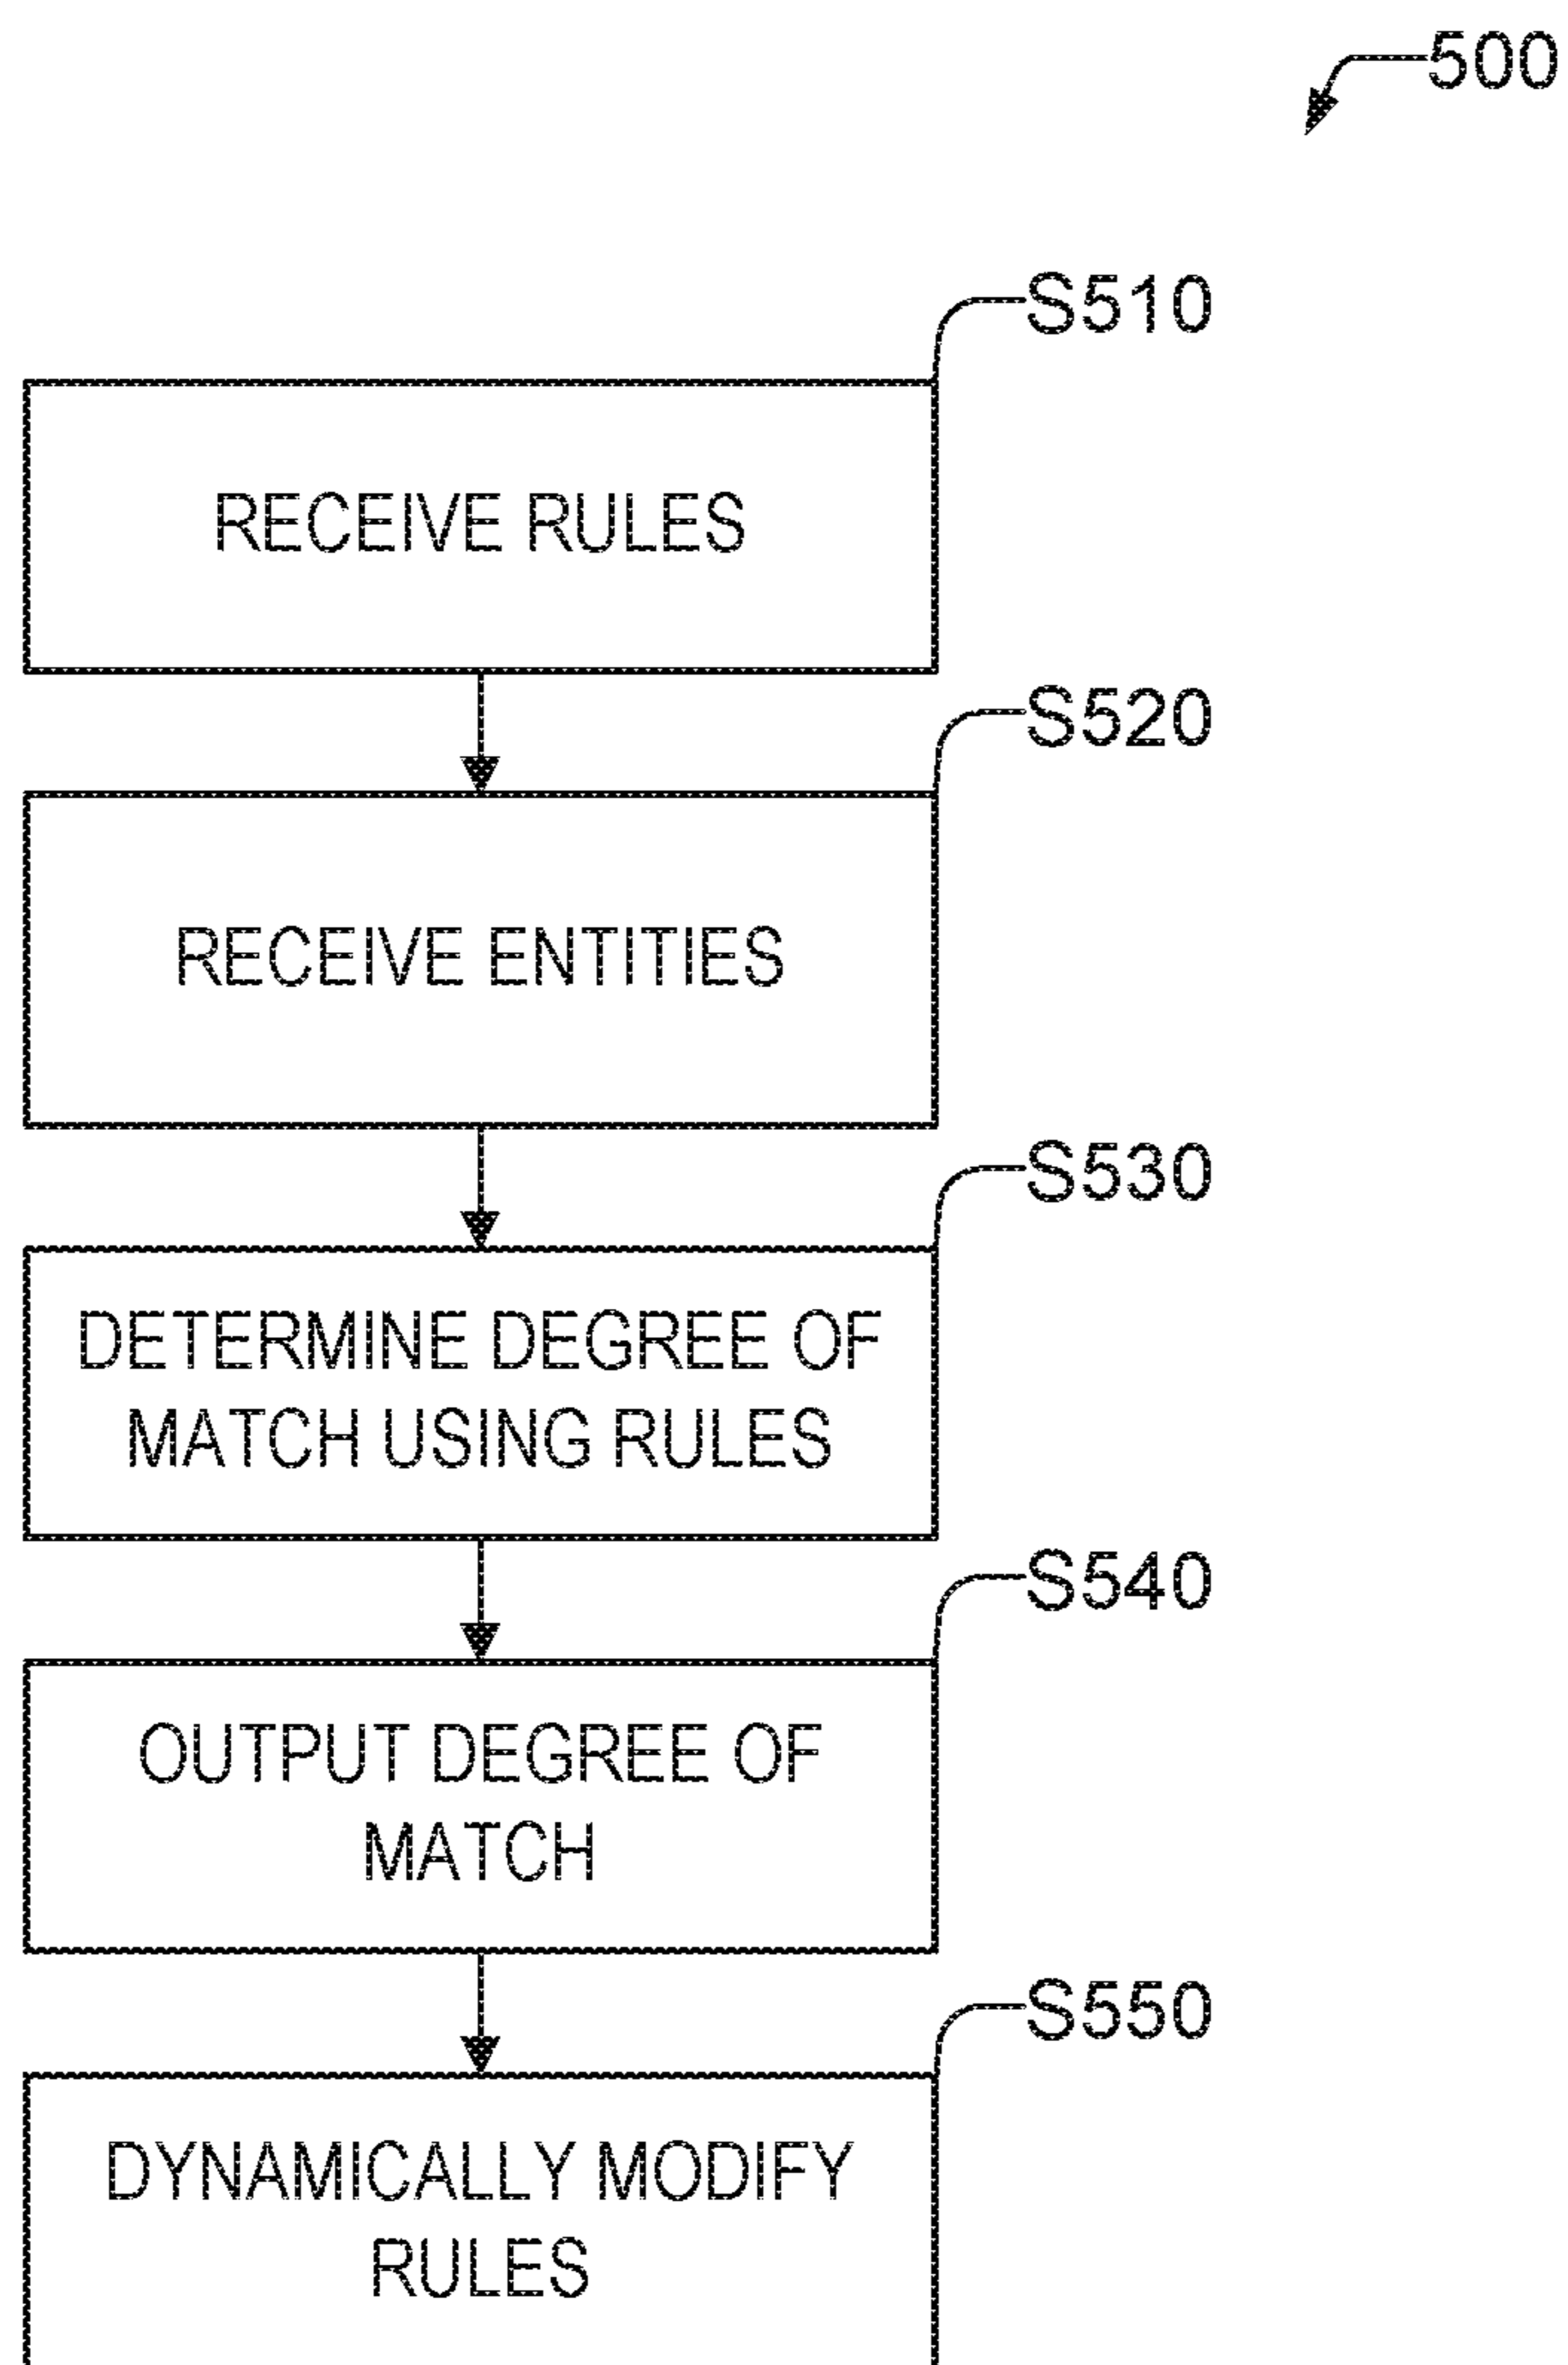 500
S510
RECEIVE RULES
S520
RECEIVE ENTITIES
S530
DETERMINE DEGREE OF
MATCH USING RULES
S540
OUTPUT DEGREE OF
MATCH
S550
DYNAMICALLY MODIFY
RULES